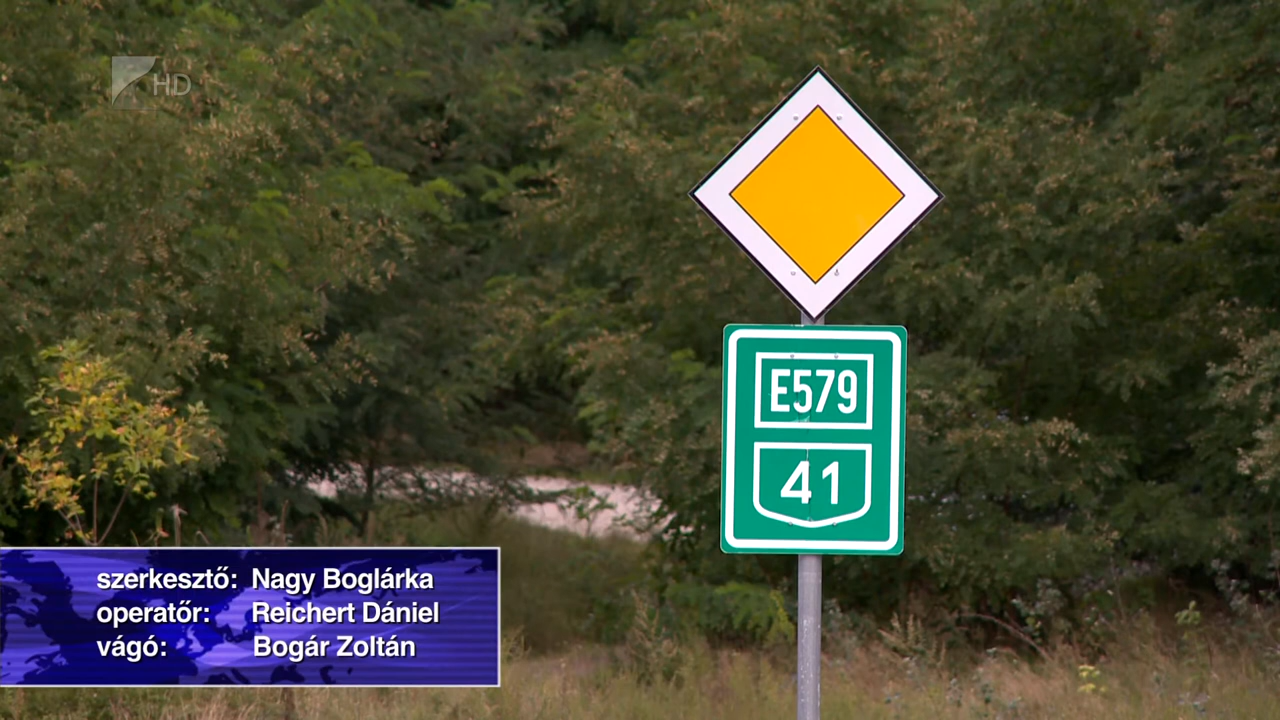 HD
E579
41
szerkesztő: Nagy Boglárka
operatőr: Reichert Dániel
vágó: Bogár Zoltán